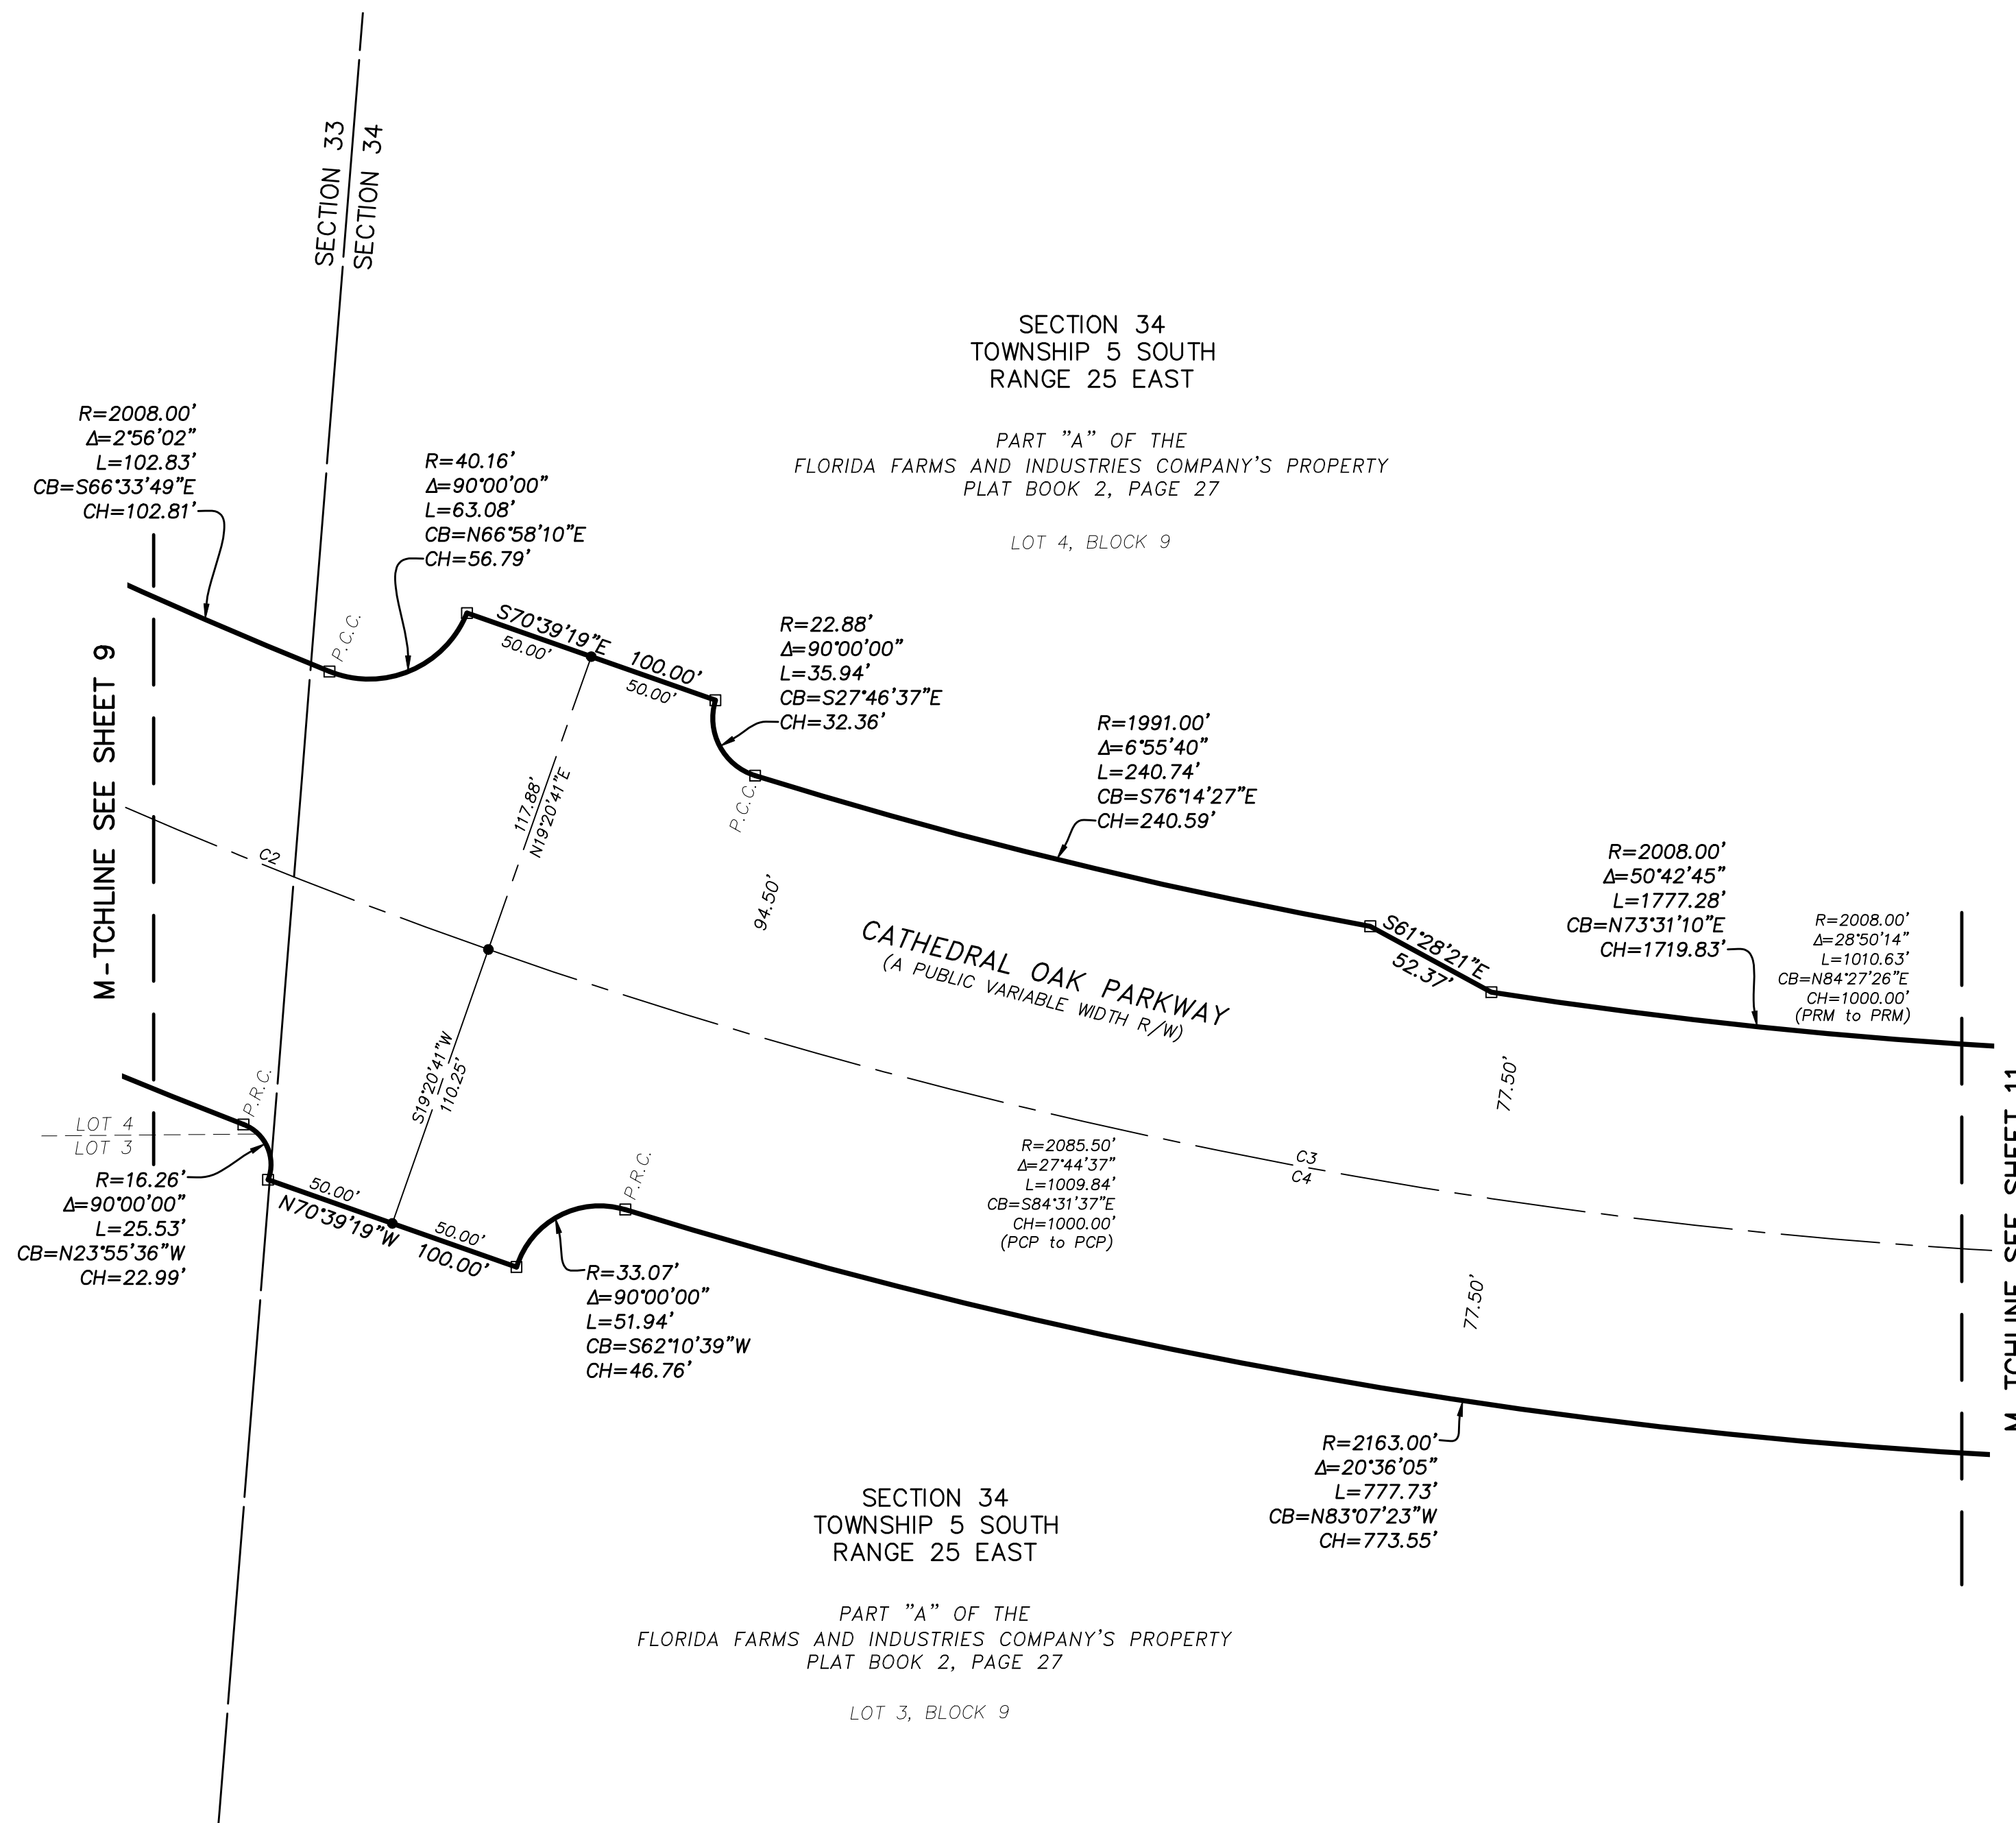 SECTION 33
SECTION 34
SECTION 34
TOWNSHIP 5 SOUTH
RANGE 25 EAST
PART "A" OF THE
FLORIDA FARMS AND INDUSTRIES COMPANY'S PROPERTY
PLAT BOOK 2, PAGE 27
LOT 4, BLOCK 9
R=2008.00'
Δ=2°56'02"
L=102.83'
CB=S66°33'49"E
CH=102.81'
R=40.16'
Δ=90°00'00"
L=63.08'
CB=N66°58'10"E
CH=56.79'
P.C.C.
S70°39'19"E
100.00'
50.00'
50.00'
R=22.88'
Δ=90°00'00"
L=35.94'
CB=S27°46'37"E
CH=32.36'
P.C.C.
R=1991.00'
Δ=6°55'40"
L=240.74'
CB=S76°14'27"E
CH=240.59'
M-TCHLINE SEE SHEET 9
C2
117.88'
N19°20'41"E
94.50'
CATHEDRAL OAK PARKWAY
(A PUBLIC VARIABLE WIDTH R/W)
S61°28'21"E
52.37'
R=2008.00'
Δ=50°42'45"
L=1777.28'
CB=N73°31'10"E
CH=1719.83'
R=2008.00'
Δ=28°50'14"
L=1010.63'
CB=N84°27'26"E
CH=1000.00'
(PRM to PRM)
77.50'
S19°20'41"W
110.25'
P.R.C.
LOT 4
LOT 3
R=16.26'
Δ=90°00'00"
L=25.53'
CB=N23°55'36"W
CH=22.99'
50.00'
50.00'
N70°39'19"W
100.00'
P.R.C.
R=33.07'
Δ=90°00'00"
L=51.94'
CB=S62°10'39"W
CH=46.76'
R=2085.50'
Δ=27°44'37"
L=1009.84'
CB=S84°31'37"E
CH=1000.00'
(PCP to PCP)
C3
C4
77.50'
R=2163.00'
Δ=20°36'05"
L=777.73'
CB=N83°07'23"W
CH=773.55'
M-TCHLINE SEE SHEET 11
SECTION 34
TOWNSHIP 5 SOUTH
RANGE 25 EAST
PART "A" OF THE
FLORIDA FARMS AND INDUSTRIES COMPANY'S PROPERTY
PLAT BOOK 2, PAGE 27
LOT 3, BLOCK 9